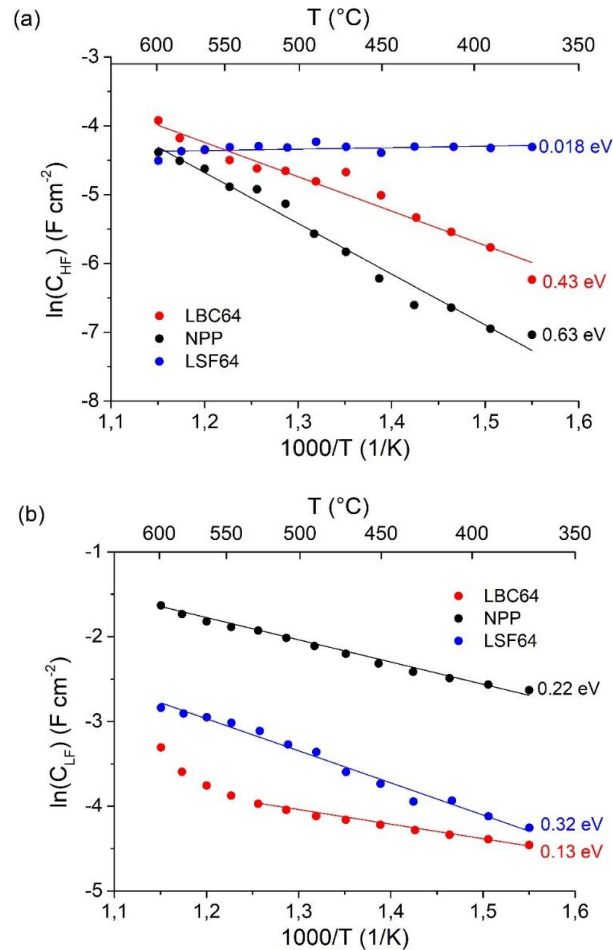 (a)
T (°C)
600 550 500 450 400 350
-3
-4
-5
-6
-7
-8
ln(C_HF) (F cm⁻²)
0.018 eV
0.43 eV
0.63 eV
LBC64
NPP
LSF64
1,1 1,2 1,3 1,4 1,5 1,6
1000/T (1/K)
(b)
T (°C)
600 550 500 450 400 350
-1
-2
-3
-4
-5
ln(C_LF) (F cm⁻²)
LBC64
NPP
LSF64
0.22 eV
0.32 eV
0.13 eV
1,1 1,2 1,3 1,4 1,5 1,6
1000/T (1/K)